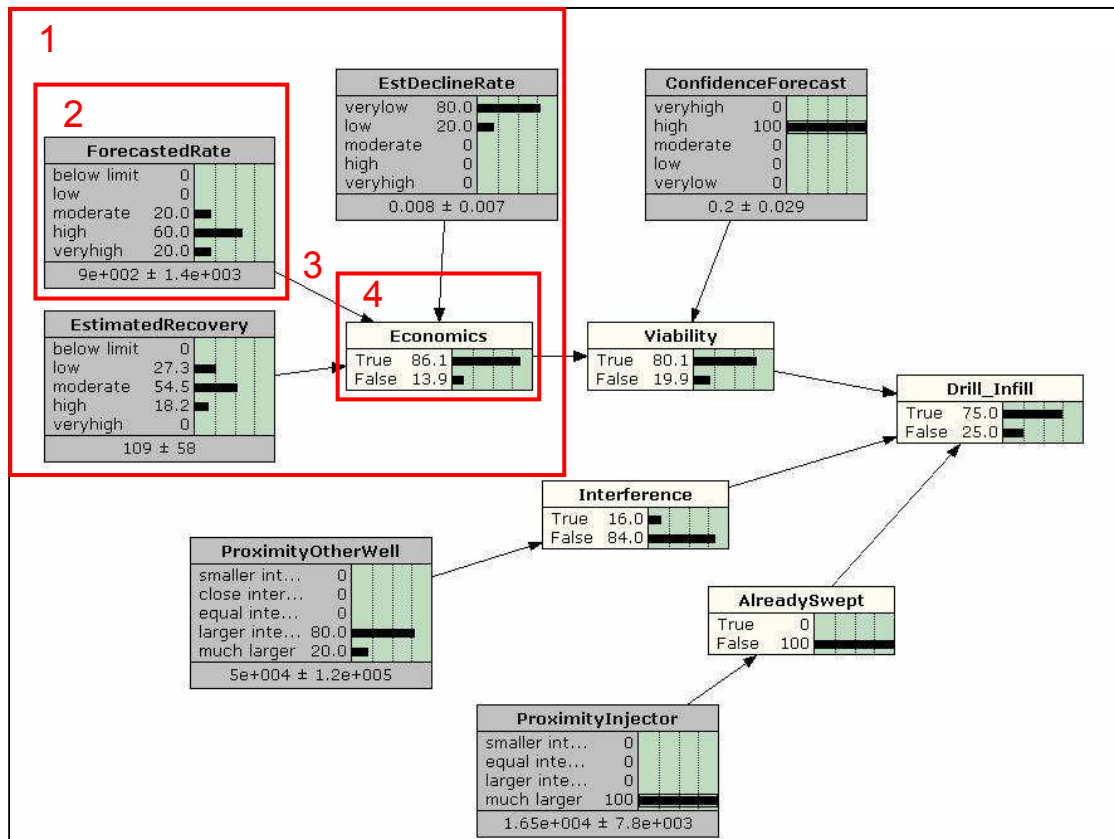 1
2
ForecastedRate
below limit 0
low 0
moderate 20.0
high 60.0
veryhigh 20.0
9e+002 ± 1.4e+003
EstDeclineRate
verylow 80.0
low 20.0
moderate 0
high 0
veryhigh 0
0.008 ± 0.007
ConfidenceForecast
veryhigh 0
high 100
moderate 0
low 0
verylow 0
0.2 ± 0.029
3
4
EstimatedRecovery
below limit 0
low 27.3
moderate 54.5
high 18.2
veryhigh 0
109 ± 58
Economics
True 86.1
False 13.9
Viability
True 80.1
False 19.9
Drill_Infill
True 75.0
False 25.0
Interference
True 16.0
False 84.0
ProximityOtherWell
smaller int... 0
close inter... 0
equal inte... 0
larger inte... 80.0
much larger 20.0
5e+004 ± 1.2e+005
AlreadySwept
True 0
False 100
ProximityInjector
smaller int... 0
equal inte... 0
larger inte... 0
much larger 100
1.65e+004 ± 7.8e+003